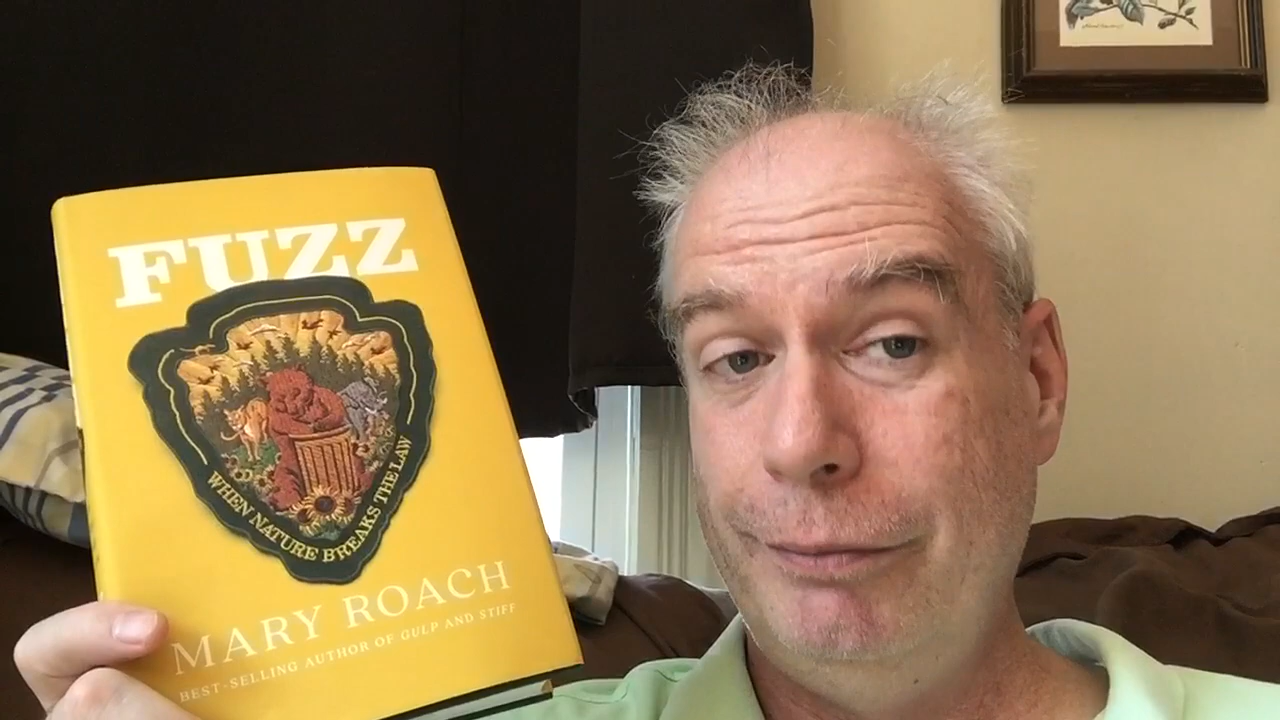 FUZZ
WHEN NATURE BREAKS THE LAW
MARY ROACH
BEST-SELLING AUTHOR OF GULP AND STIFF